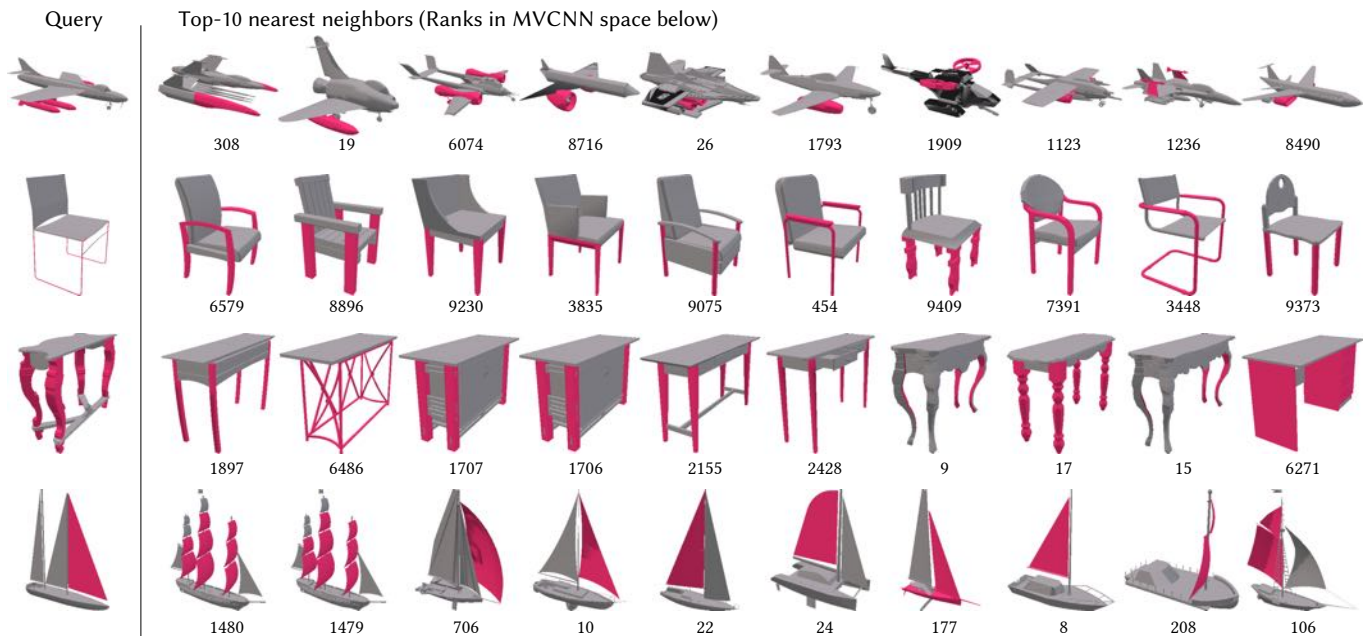 Query Top-10 nearest neighbors (Ranks in MVCNN space below)
308 19 6074 8716 26 1793 1909 1123 1236 8490
6579 8896 9230 3835 9075 454 9409 7391 3448 9373
1897 6486 1707 1706 2155 2428 9 17 15 6271
1480 1479 706 10 22 24 177 8 208 106